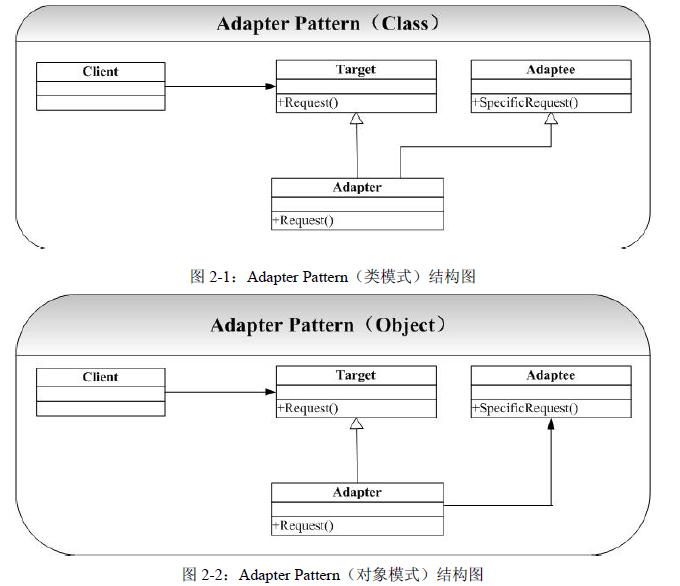 Adapter Pattern（Class）
Client
Target
Adaptee
+Request()
+SpecificRequest()
Adapter
+Request()
图 2-1：Adapter Pattern（类模式）结构图
Adapter Pattern（Object）
Client
Target
Adaptee
+Request()
+SpecificRequest()
Adapter
+Request()
图 2-2：Adapter Pattern（对象模式）结构图